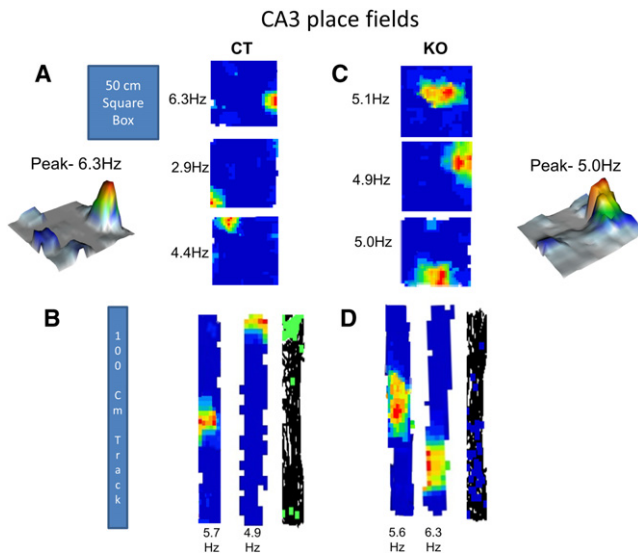 CA3 place fields
CT
KO
A
50 cm
Square
Box
6.3Hz
2.9Hz
4.4Hz
Peak- 6.3Hz
C
5.1Hz
4.9Hz
5.0Hz
Peak- 5.0Hz
B
1
0
0
C
m
T
r
a
c
k
5.7
Hz
4.9
Hz
D
5.6
Hz
6.3
Hz